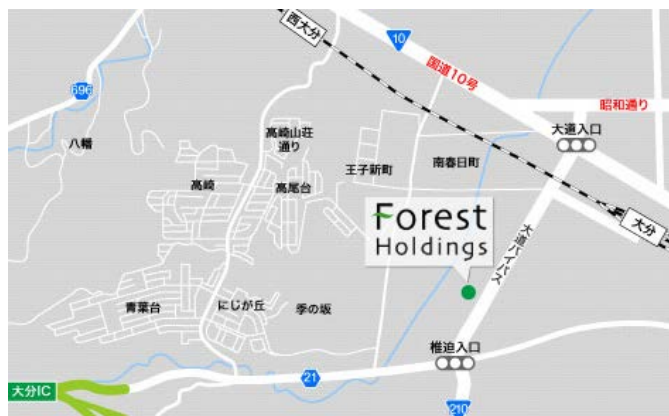 西大分
10
国道10号
696
昭和通り
大道入口
八幡
高崎山荘
通り
王子新町
南春日町
高崎
高尾台
大分
Forest
Holdings
大道バイパス
青葉台
にじが丘
季の坂
椎迫入口
21
大分IC
210